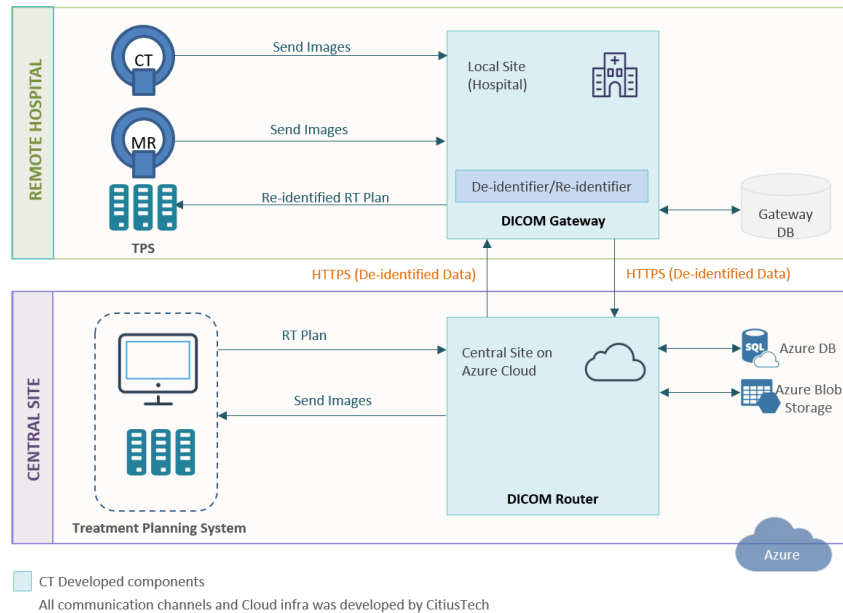 REMOTE HOSPITAL
CT
Send Images
Local Site
(Hospital)
MR
Send Images
De-identifier/Re-identifier
Re-identified RT Plan
DICOM Gateway
TPS
Gateway
DB
HTTPS (De-identified Data)
HTTPS (De-identified Data)
CENTRAL SITE
RT Plan
Central Site on
Azure Cloud
SQL
Azure DB
Send Images
Azure Blob
Storage
DICOM Router
Treatment Planning System
Azure
CT Developed components
All communication channels and Cloud infra was developed by CitiusTech